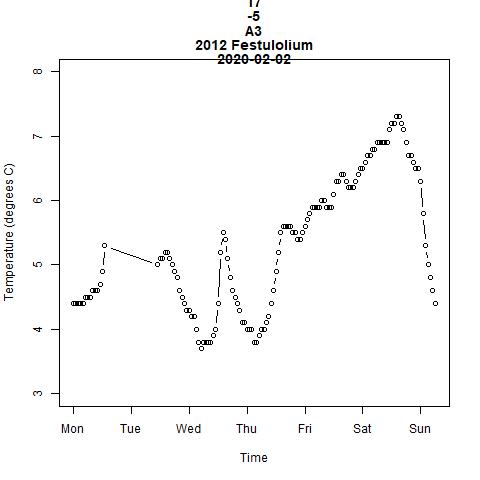 17
-5
A3
2012 Festulolium
2020-02-02
Temperature (degrees C)
8
7
6
5
4
3
Mon Tue Wed Thu Fri Sat Sun
Time